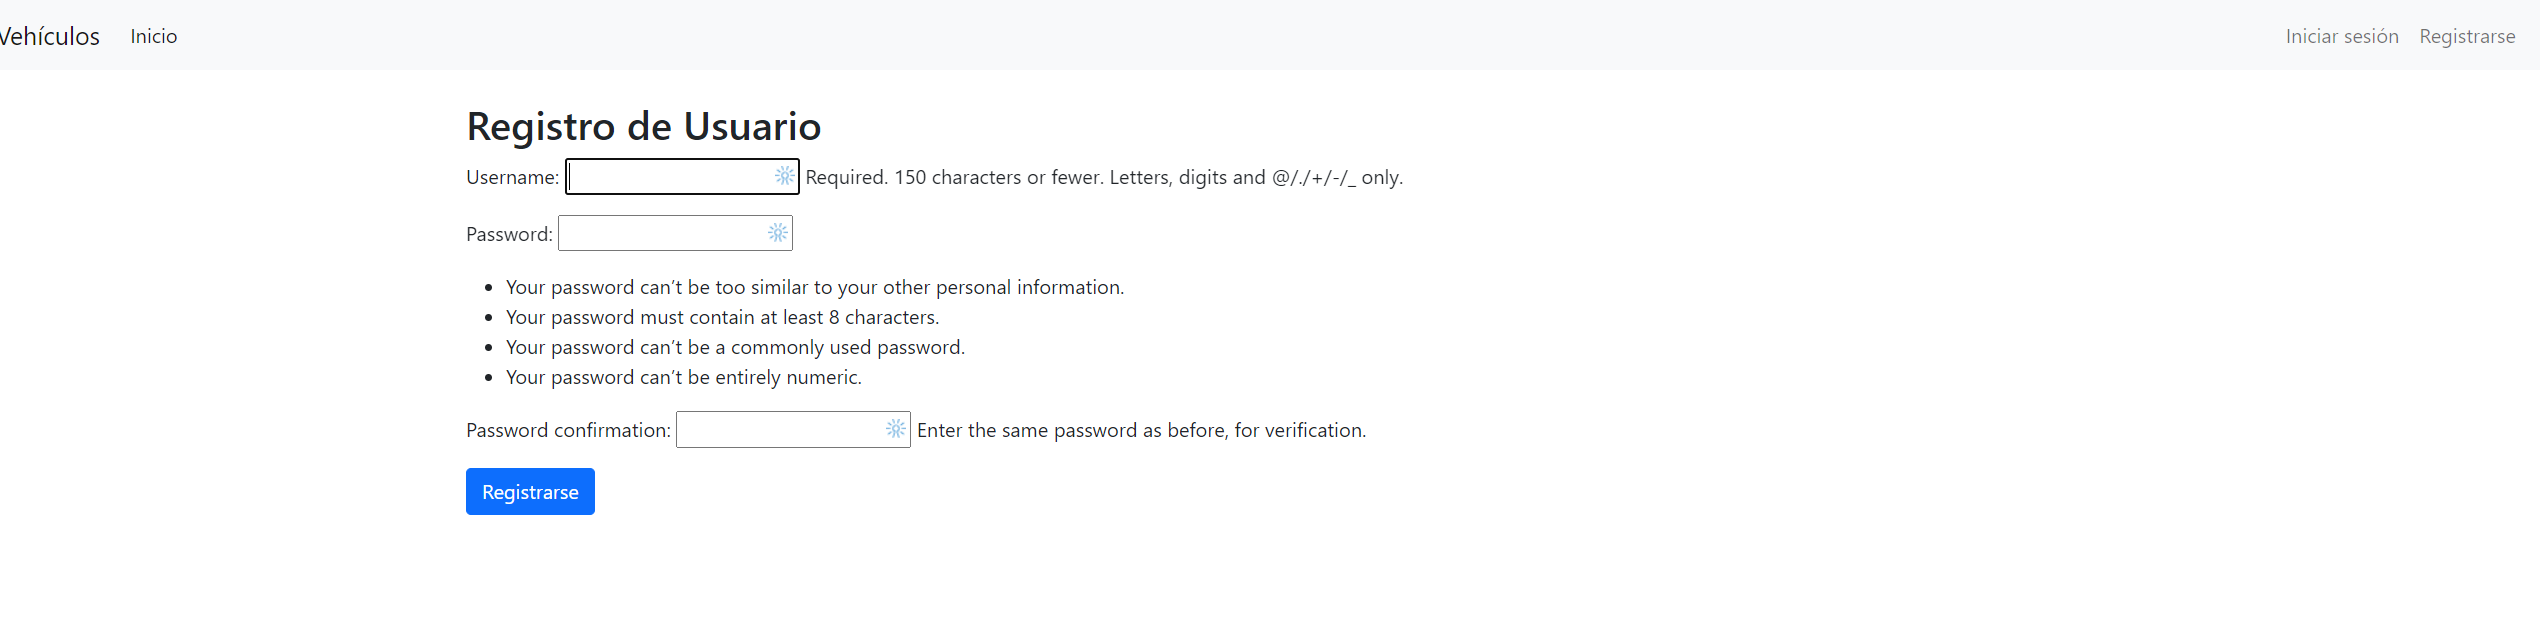 Vehículos Inicio Iniciar sesión Registrarse
Registro de Usuario
Username: Required. 150 characters or fewer. Letters, digits and @/./+/-/_ only.
Password:
Your password can’t be too similar to your other personal information.
Your password must contain at least 8 characters.
Your password can’t be a commonly used password.
Your password can’t be entirely numeric.
Password confirmation: Enter the same password as before, for verification.
Registrarse